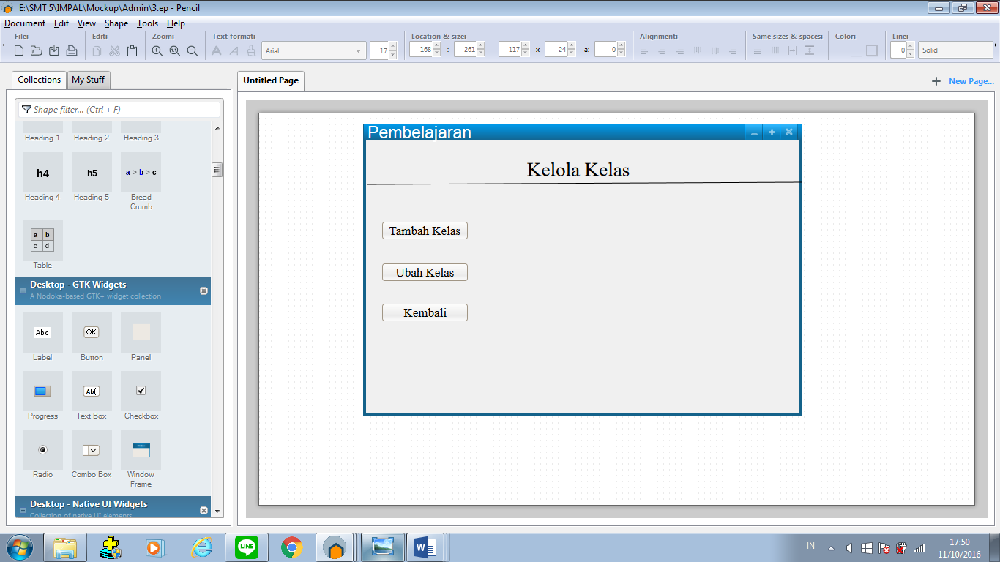 E:\SMT 5\IMPAL\Mockup\Admin\3.ep - Pencil
Document Edit View Shape Tools Help
File: Edit: Zoom: Text format: Location & size: Alignment: Same sizes & spaces: Color: Line:
Arial 17 168 : 261 117 x 24 a: 0 0 Solid
Collections My Stuff
Shape filter... (Ctrl + F)
Heading 1 Heading 2 Heading 3
h4 h5 a > b > c
Heading 4 Heading 5 Bread
Crumb
a b
c d
Table
Desktop - GTK Widgets
A Nodoka-based GTK+ widget collection
Abc OK
Label Button Panel
Abc
Progress Text Box Checkbox
Radio Combo Box Window
Frame
Desktop - Native UI Widgets
Collection of native UI elements
Untitled Page
New Page...
Pembelajaran
Kelola Kelas
Tambah Kelas
Ubah Kelas
Kembali
LINE
IN
17:50
11/10/2016